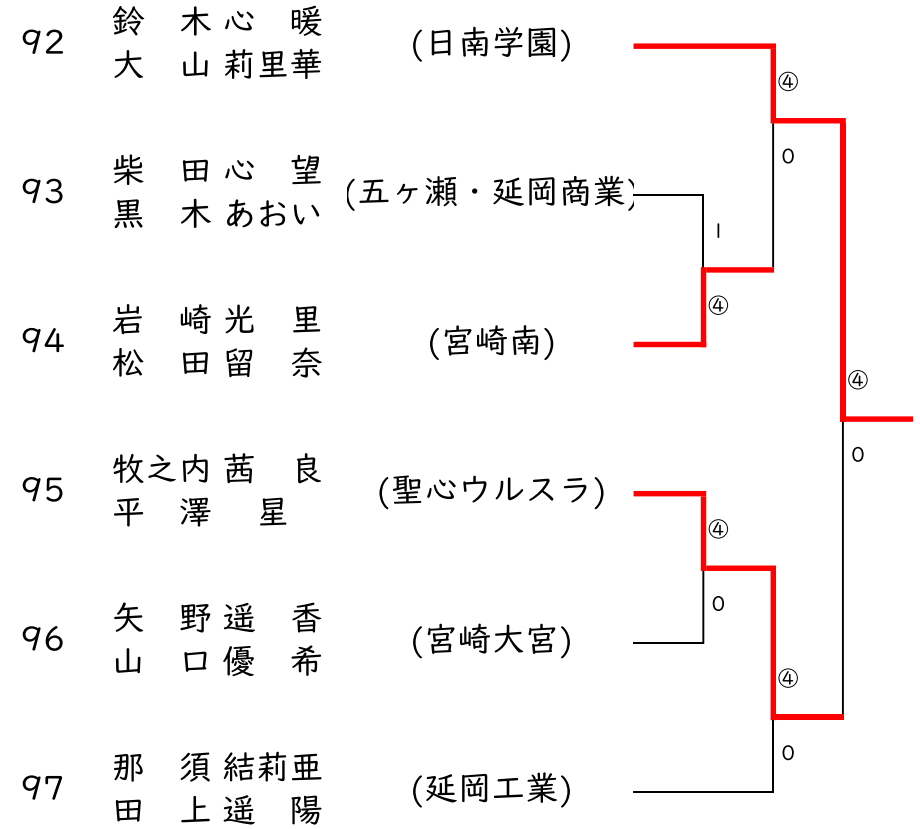 鈴木心暖
92 (日南学園)
大山莉里華
④
0
柴田心望
93 (五ヶ瀬・延岡商業)
黒木あおい
1
④
岩崎光里
94 (宮崎南)
松田留奈
④
0
牧之内茜良
95 (聖心ウルスラ)
平澤星
④
0
矢野遥香
96 (宮崎大宮)
山口優希
④
0
那須結莉亜
97 (延岡工業)
田上遥陽